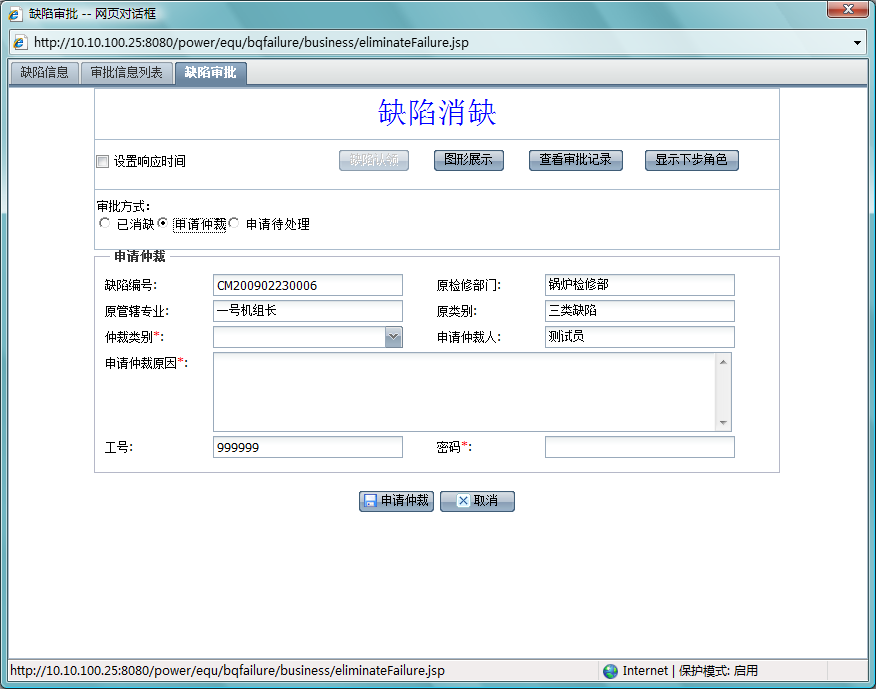 缺陷审批 -- 网页对话框
http://10.10.100.25:8080/power/equ/bqfailure/business/eliminateFailure.jsp
缺陷信息 审批信息列表 缺陷审批
缺陷消缺
设置响应时间 缺陷认领 图形展示 查看审批记录 显示下步角色
审批方式:
已消缺 申请仲裁 申请待处理
申请仲裁
缺陷编号: CM200902230006 原检修部门: 锅炉检修部
原管辖专业: 一号机组长 原类别: 三类缺陷
仲裁类别*: 申请仲裁人: 测试员
申请仲裁原因*:
工号: 999999 密码*:
申请仲裁 取消
http://10.10.100.25:8080/power/equ/bqfailure/business/eliminateFailure.jsp Internet | 保护模式: 启用